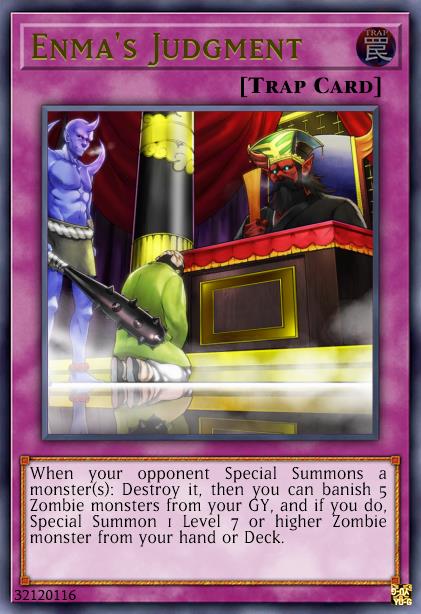 Enma's Judgment
TRAP
罠
[Trap Card]
When your opponent Special Summons a
monster(s): Destroy it, then you can banish 5
Zombie monsters from your GY, and if you do,
Special Summon 1 Level 7 or higher Zombie
monster from your hand or Deck.
32120116